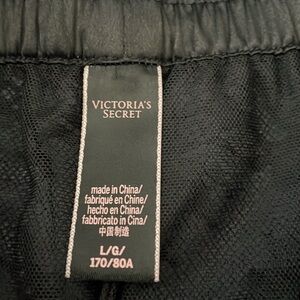 VICTORIA'S
SECRET
made in China/
fabriqué en Chine/
hecho en China/
fabbricato in Cina/
中国制造
L/G/
170/80A